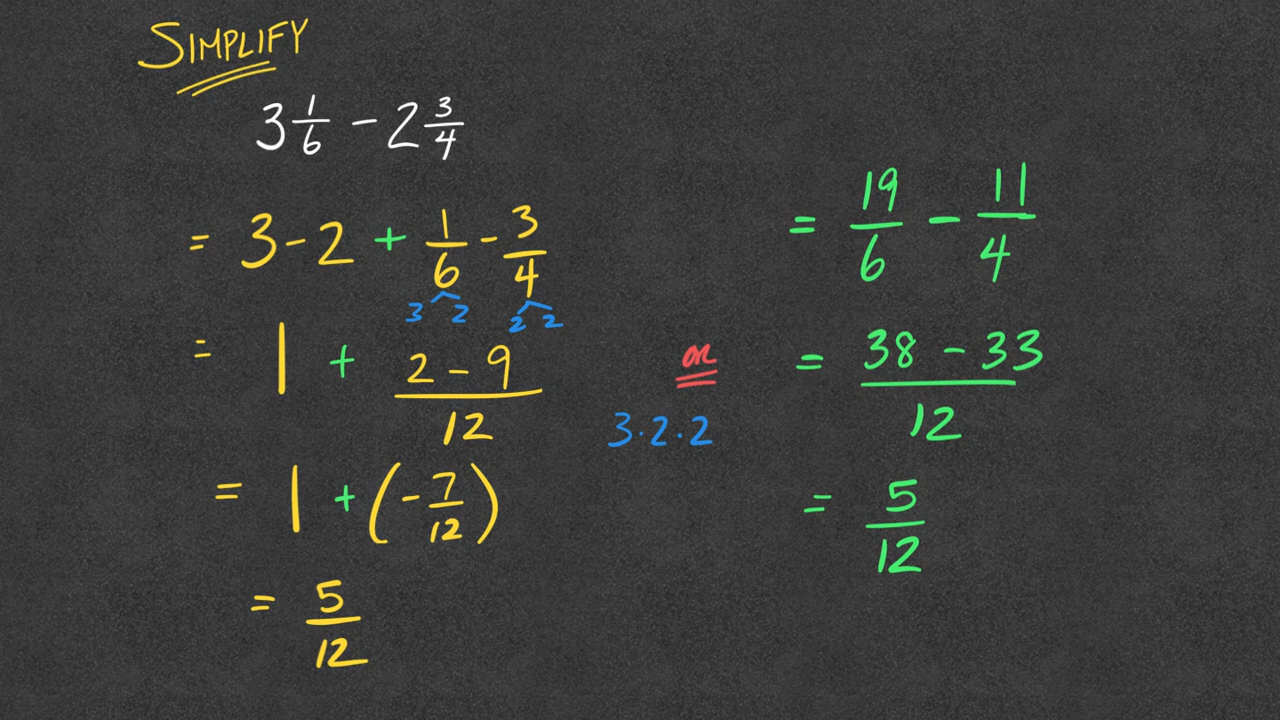 SIMPLIFY
3 1/6 - 2 3/4
= 3 - 2 + 1/6 - 3/4
3 2 2 2
= 1 + (2 - 9)/12
= 1 + (-7/12)
= 5/12
or
3·2·2
= 19/6 - 11/4
= (38 - 33)/12
= 5/12